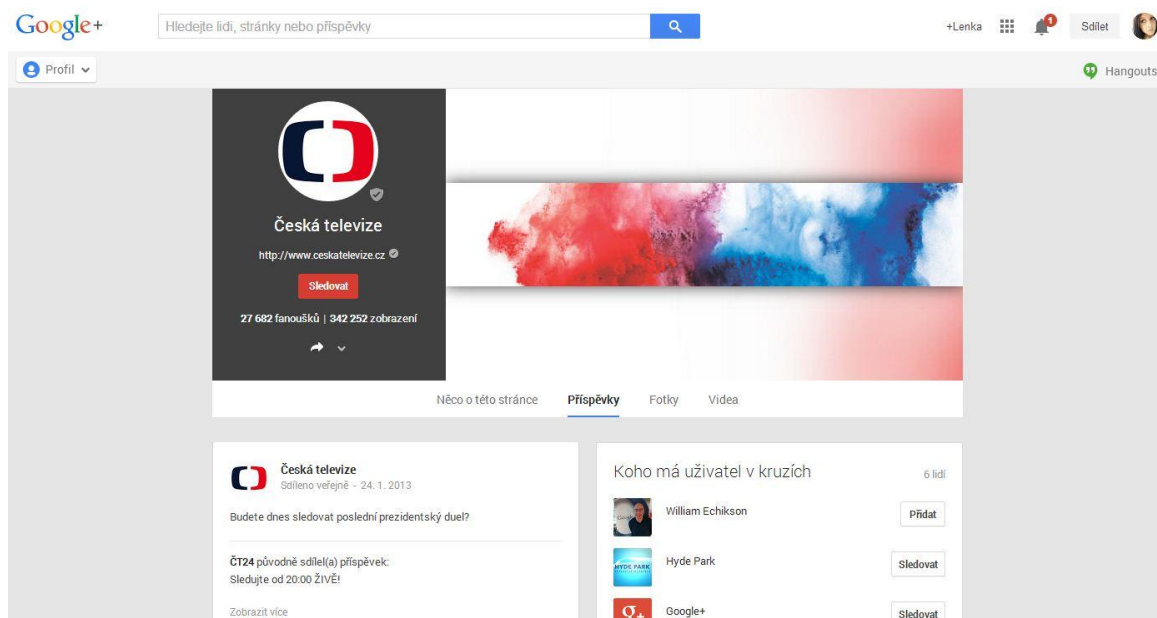 Google+
Hledejte lidi, stránky nebo příspěvky
+Lenka
1
Sdílet
Profil
Hangouts
Česká televize
http://www.ceskatelevize.cz
Sledovat
27 682 fanoušků | 342 252 zobrazení
Něco o této stránce Příspěvky Fotky Videa
Česká televize
Sdíleno veřejně - 24. 1. 2013
Budete dnes sledovat poslední prezidentský duel?
ČT24 původně sdílel(a) příspěvek:
Sledujte od 20:00 ŽIVĚ!
Zobrazit více
Koho má uživatel v kruzích
6 lidí
William Echikson
Přidat
HYDE PARK
Hyde Park
Sledovat
g+
Google+
Sledovat